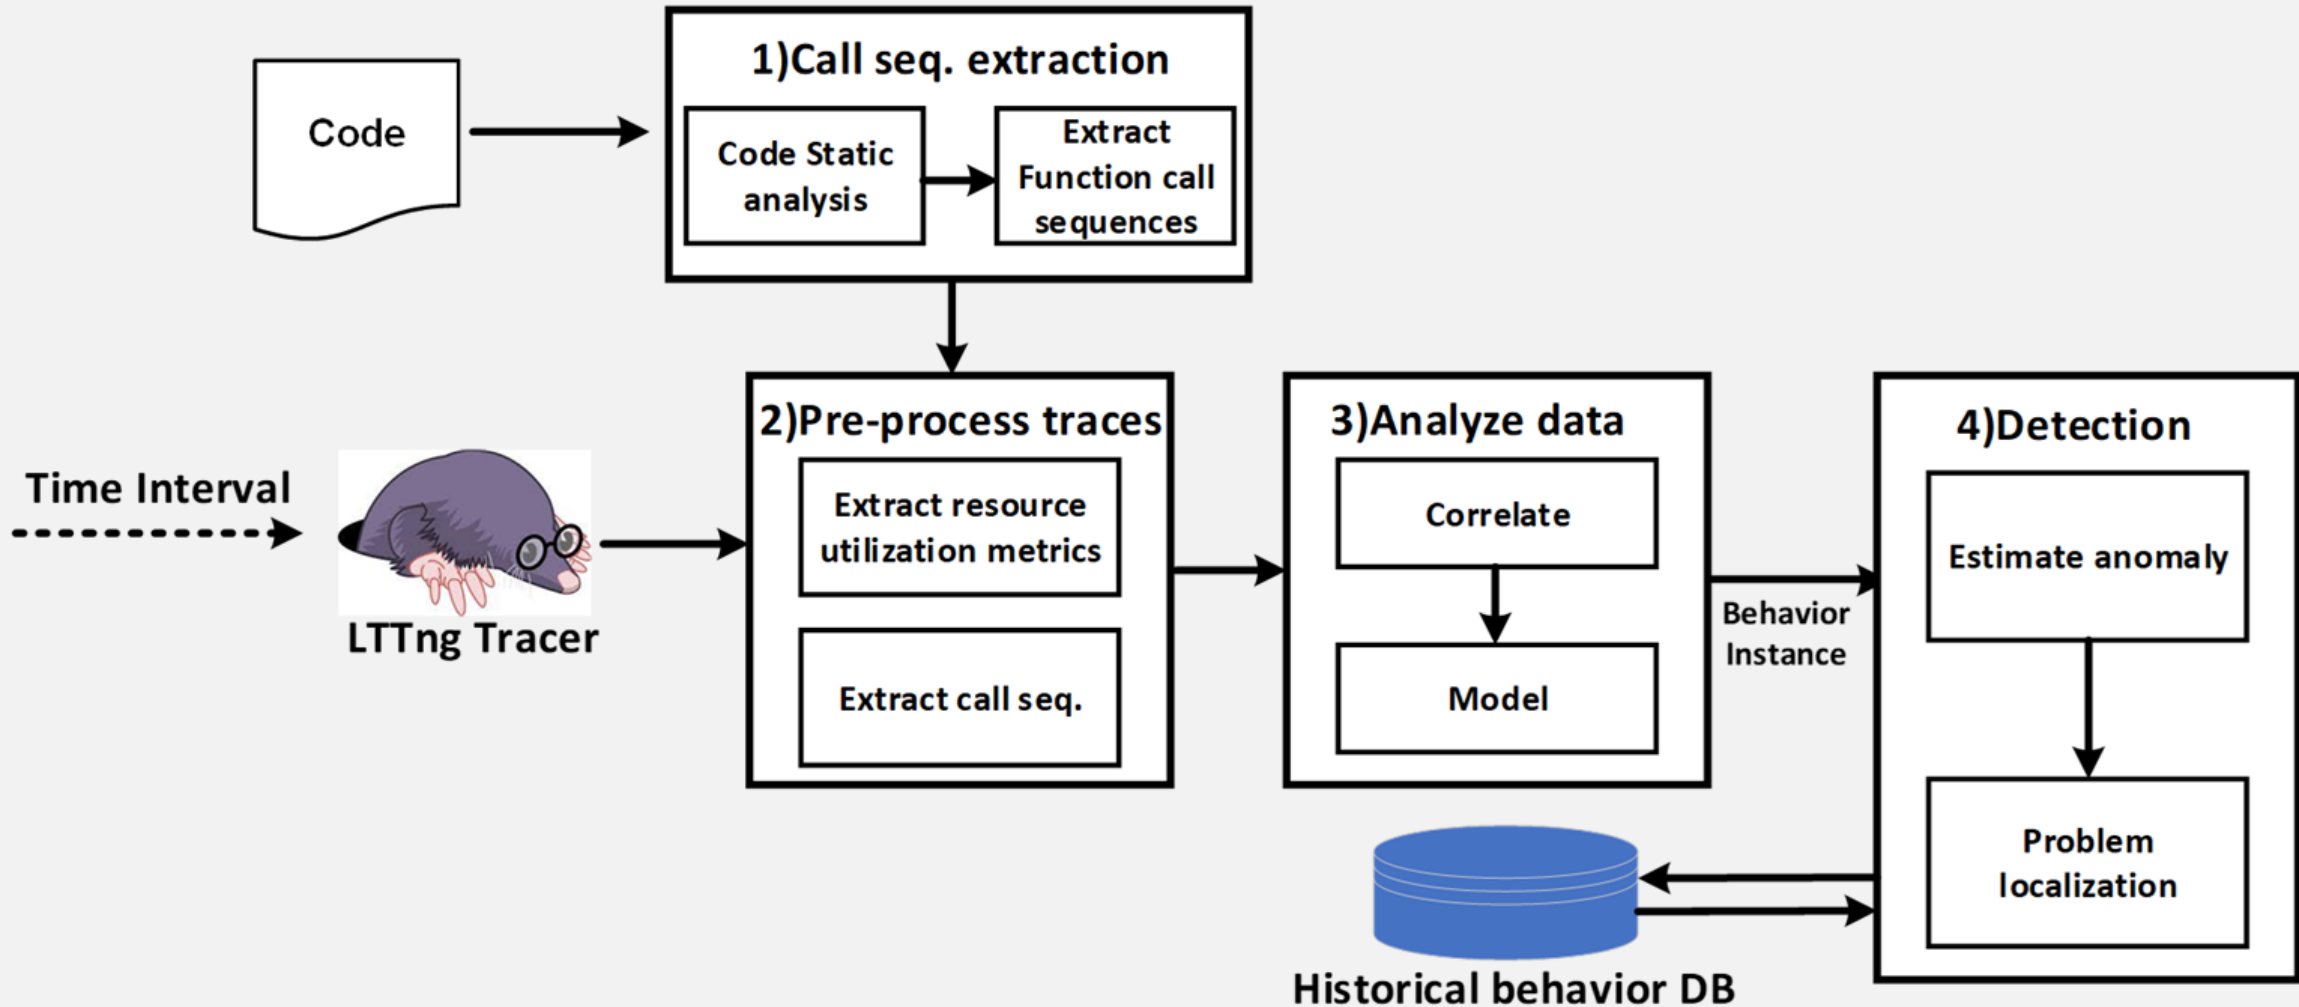 1)Call seq. extraction
Code
Code Static
analysis
Extract
Function call
sequences
Time Interval
LTTng Tracer
2)Pre-process traces
Extract resource
utilization metrics
Extract call seq.
3)Analyze data
Correlate
Model
Behavior
Instance
4)Detection
Estimate anomaly
Problem
localization
Historical behavior DB